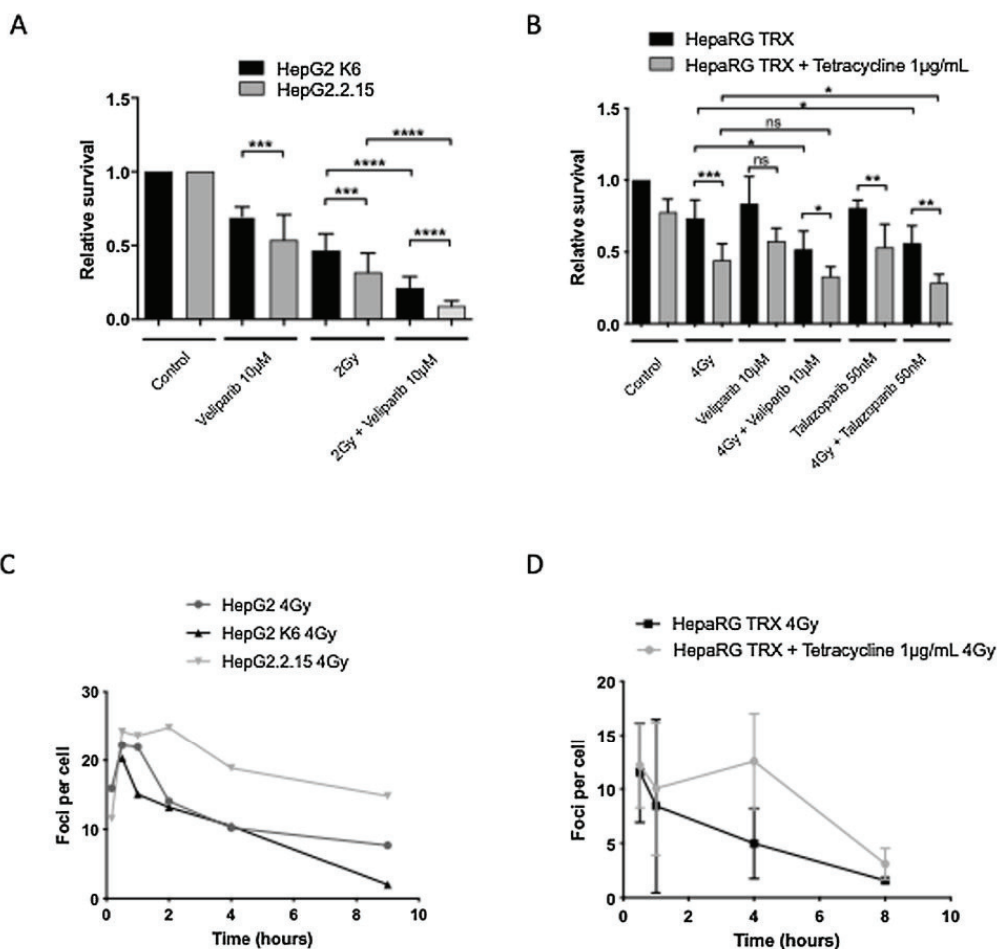 A
HepG2 K6
HepG2.2.15
***
****
****
***
****
1.5
1.0
0.5
0.0
Relative survival
Control
Veliparib 10µM
2Gy
2Gy + Veliparib 10µM
B
HepaRG TRX
HepaRG TRX + Tetracycline 1µg/mL
*
*
ns
*
***
ns
*
**
**
1.5
1.0
0.5
0.0
Relative survival
Control
4Gy
Veliparib 10µM
4Gy + Veliparib 10µM
Talazoparib 50nM
4Gy + Talazoparib 50nM
C
HepG2 4Gy
HepG2 K6 4Gy
HepG2.2.15 4Gy
30
20
10
0
Foci per cell
0 2 4 6 8 10
Time (hours)
D
HepaRG TRX 4Gy
HepaRG TRX + Tetracycline 1µg/mL 4Gy
20
15
10
5
0
Foci per cell
0 2 4 6 8 10
Time (hours)